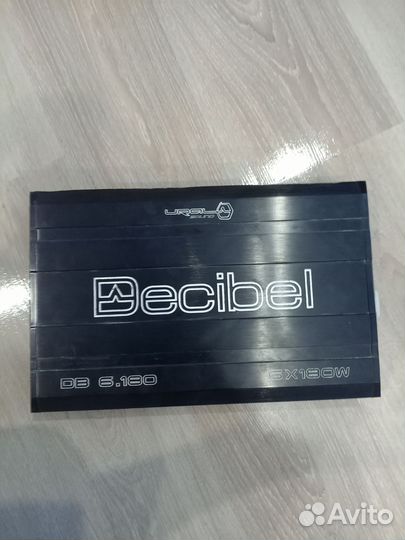 URAL
SOUND
Decibel
DB 6.180 6X180W
Avito